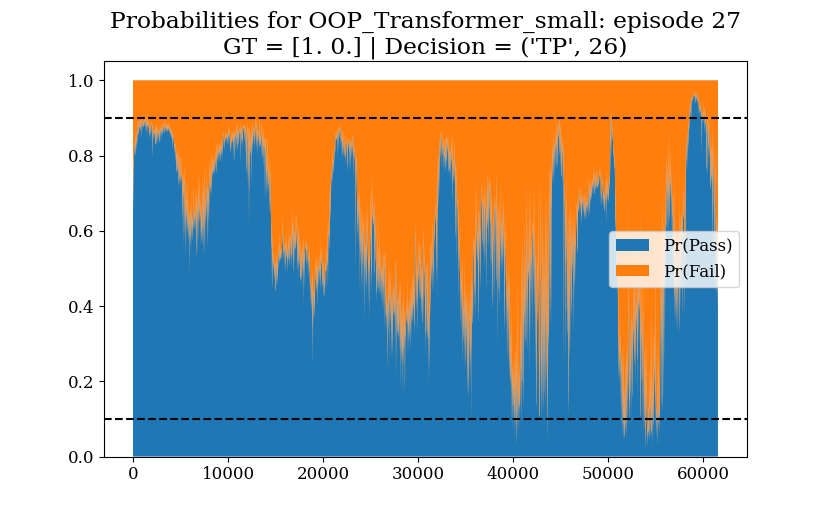 Probabilities for OOP_Transformer_small: episode 27
GT = [1. 0.] | Decision = ('TP', 26)
1.0
0.8
0.6
0.4
0.2
0.0
Pr(Pass)
Pr(Fail)
0 10000 20000 30000 40000 50000 60000